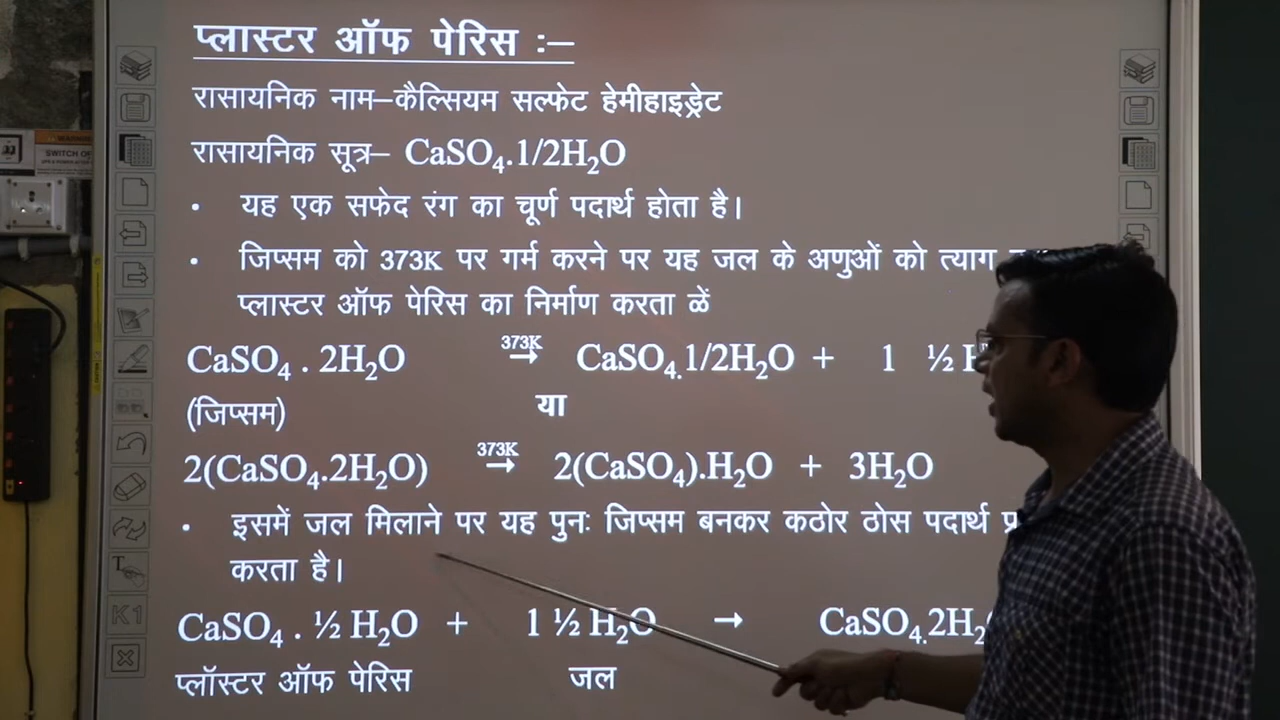 प्लास्टर ऑफ पेरिस :–
रासायनिक नाम–कैल्सियम सल्फेट हेमीहाइड्रेट
रासायनिक सूत्र– CaSO₄.1/2H₂O
• यह एक सफेद रंग का चूर्ण पदार्थ होता है।
• जिप्सम को 373K पर गर्म करने पर यह जल के अणुओं को त्याग
प्लास्टर ऑफ पेरिस का निर्माण करता ळें
CaSO₄ . 2H₂O 373K → CaSO₄.1/2H₂O + 1 ½
(जिप्सम) या
2(CaSO₄.2H₂O) 373K → 2(CaSO₄).H₂O + 3H₂O
• इसमें जल मिलाने पर यह पुनः जिप्सम बनकर कठोर ठोस पदार्थ
करता है।
CaSO₄ . ½ H₂O + 1 ½ H₂O → CaSO₄.2H₂
प्लॉस्टर ऑफ पेरिस जल
SWITCH OF
K1